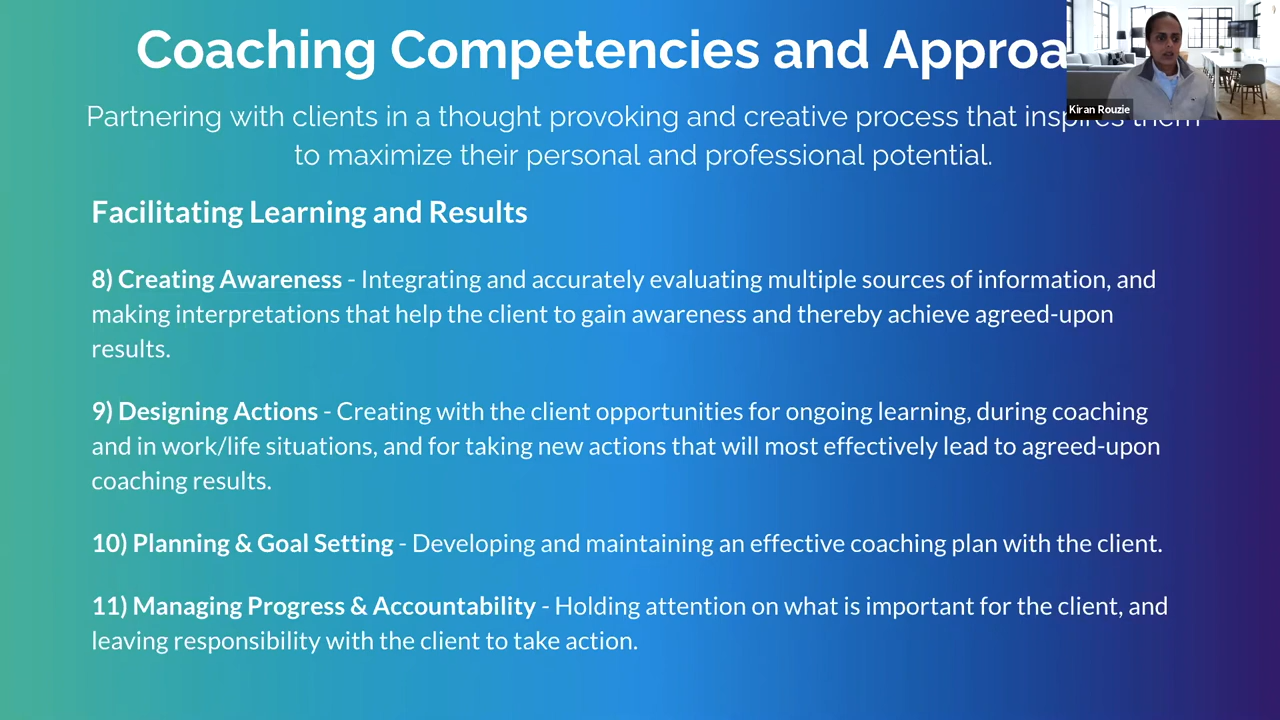 Coaching Competencies and Approa
Kiran Rouzie
Partnering with clients in a thought provoking and creative process that inspires them
to maximize their personal and professional potential.
Facilitating Learning and Results
8) Creating Awareness - Integrating and accurately evaluating multiple sources of information, and
making interpretations that help the client to gain awareness and thereby achieve agreed-upon
results.
9) Designing Actions - Creating with the client opportunities for ongoing learning, during coaching
and in work/life situations, and for taking new actions that will most effectively lead to agreed-upon
coaching results.
10) Planning & Goal Setting - Developing and maintaining an effective coaching plan with the client.
11) Managing Progress & Accountability - Holding attention on what is important for the client, and
leaving responsibility with the client to take action.